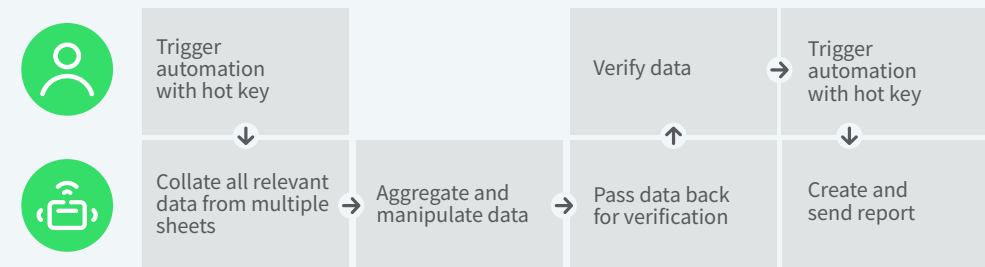 Trigger
automation
with hot key
Verify data
Trigger
automation
with hot key
Collate all relevant
data from multiple
sheets
Aggregate and
manipulate data
Pass data back
for verification
Create and
send report